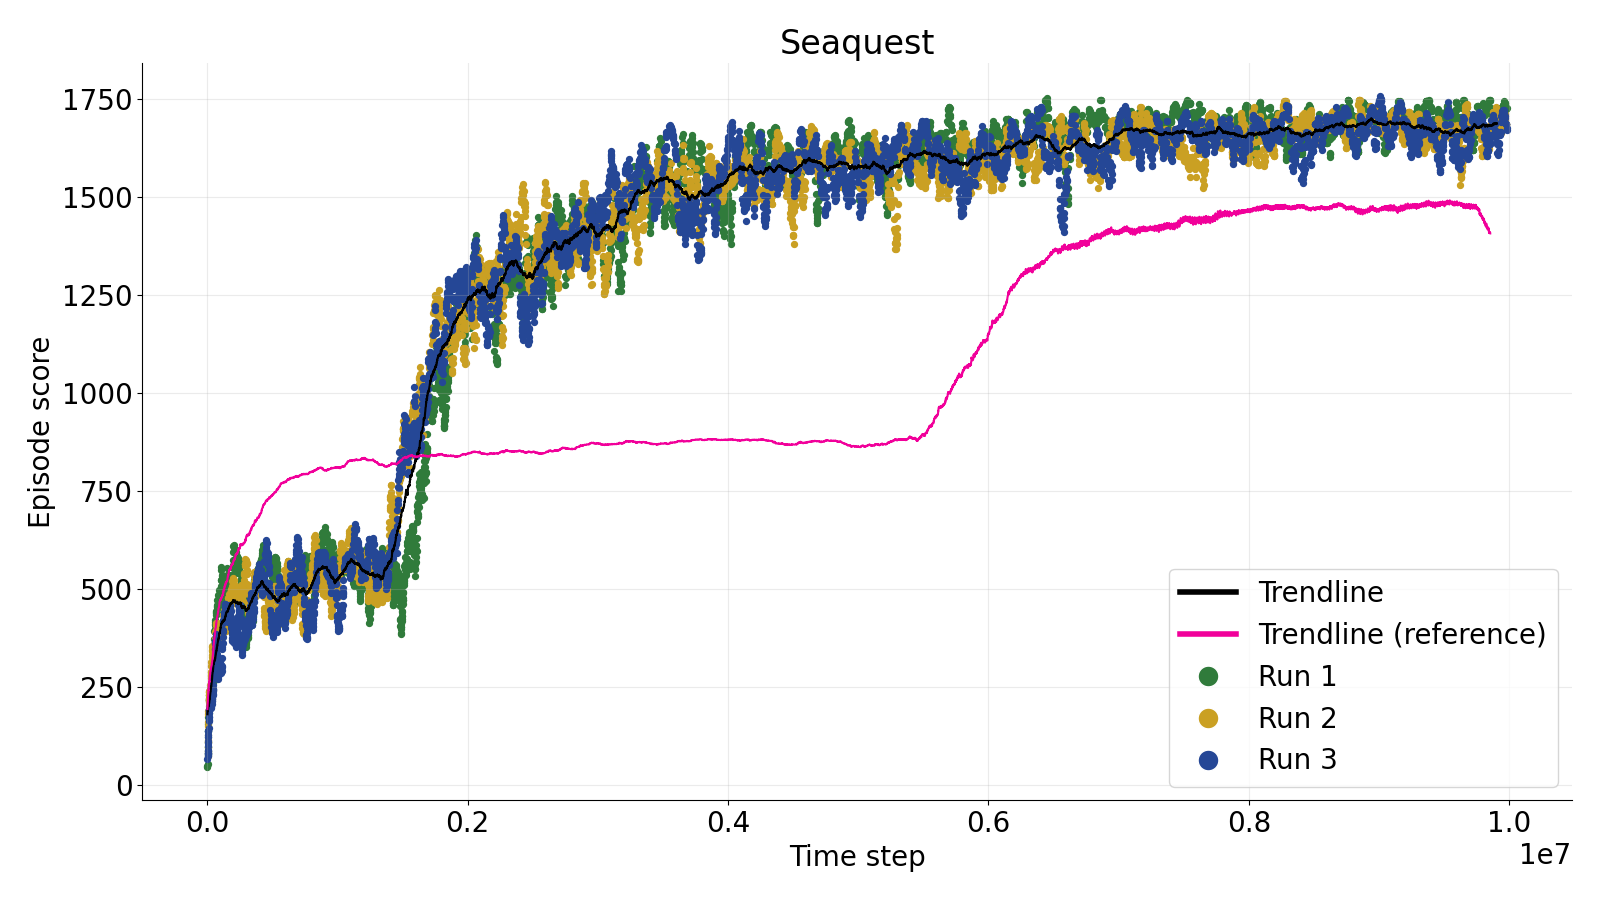 Seaquest
Episode score
1750
1500
1250
1000
750
500
250
0
0.0 0.2 0.4 0.6 0.8 1.0
1e7
Time step
Trendline
Trendline (reference)
Run 1
Run 2
Run 3